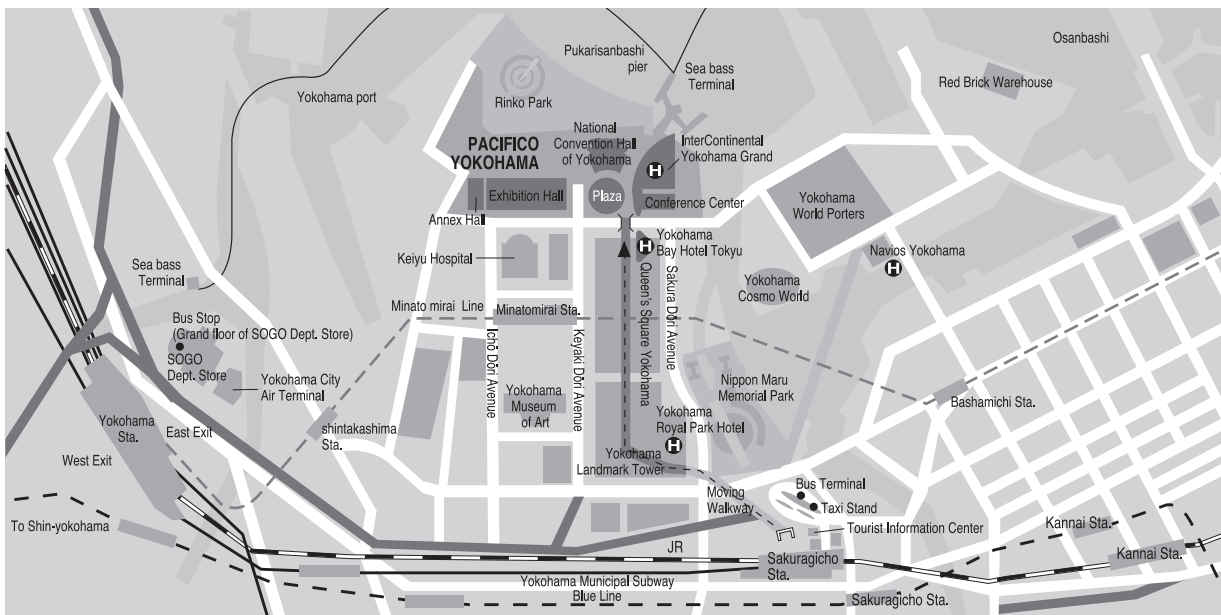 Osanbashi
Pukarisanbashi
pier
Sea bass
Terminal
Red Brick Warehouse
Rinko Park
Yokohama port
National
Convention Hall
of Yokohama
PACIFICO
YOKOHAMA
InterContinental
Yokohama Grand
H
Exhibition Hall
Plaza
Conference Center
Yokohama
World Porters
Annex Hall
Keiyu Hospital
H
Yokohama
Bay Hotel Tokyu
Navios Yokohama
H
Sea bass
Terminal
Yokohama
Cosmo World
Minato mirai Line
Minatomirai Sta.
Bus Stop
(Grand floor of SOGO Dept. Store)
SOGO
Dept. Store
Yokohama City
Air Terminal
Ichō Dōri Avenue
Keyaki Dōri Avenue
Queen's Square Yokohama
Sakura Dōri Avenue
Yokohama
Museum
of Art
Nippon Maru
Memorial Park
Bashamichi Sta.
Yokohama
Sta.
East Exit
West Exit
shintakashima
Sta.
Yokohama
Royal Park Hotel
H
Yokohama
Landmark Tower
Moving
Walkway
Bus Terminal
Taxi Stand
Tourist Information Center
To Shin-yokohama
Kannai Sta.
Kannai Sta.
JR
Sakuragicho
Sta.
Yokohama Municipal Subway
Blue Line
Sakuragicho Sta.